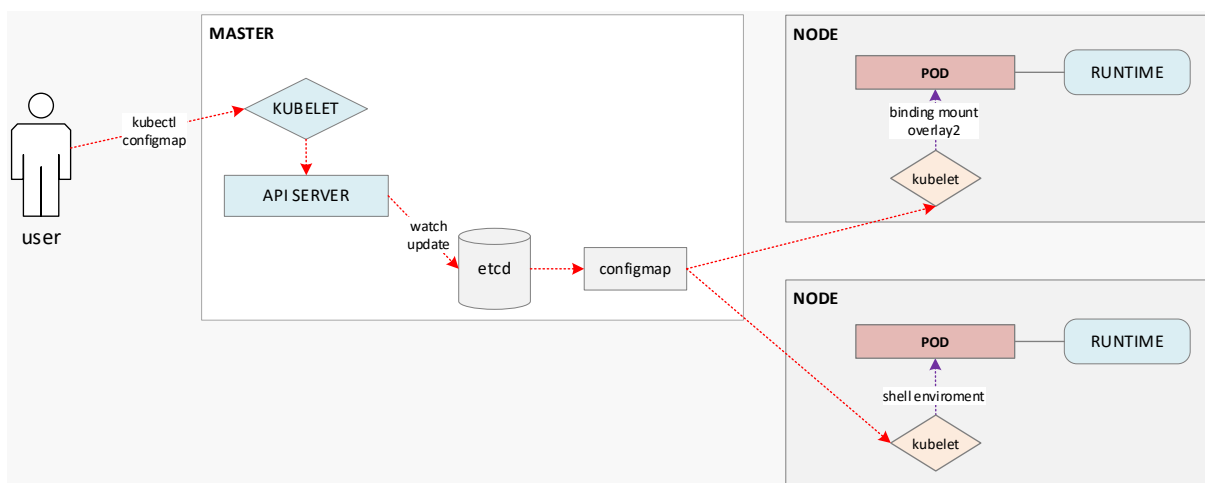 MASTER
KUBELET
kubectl
configmap
API SERVER
user
watch
update
etcd
configmap
NODE
POD
RUNTIME
binding mount
overlay2
kubelet
NODE
POD
RUNTIME
shell enviroment
kubelet